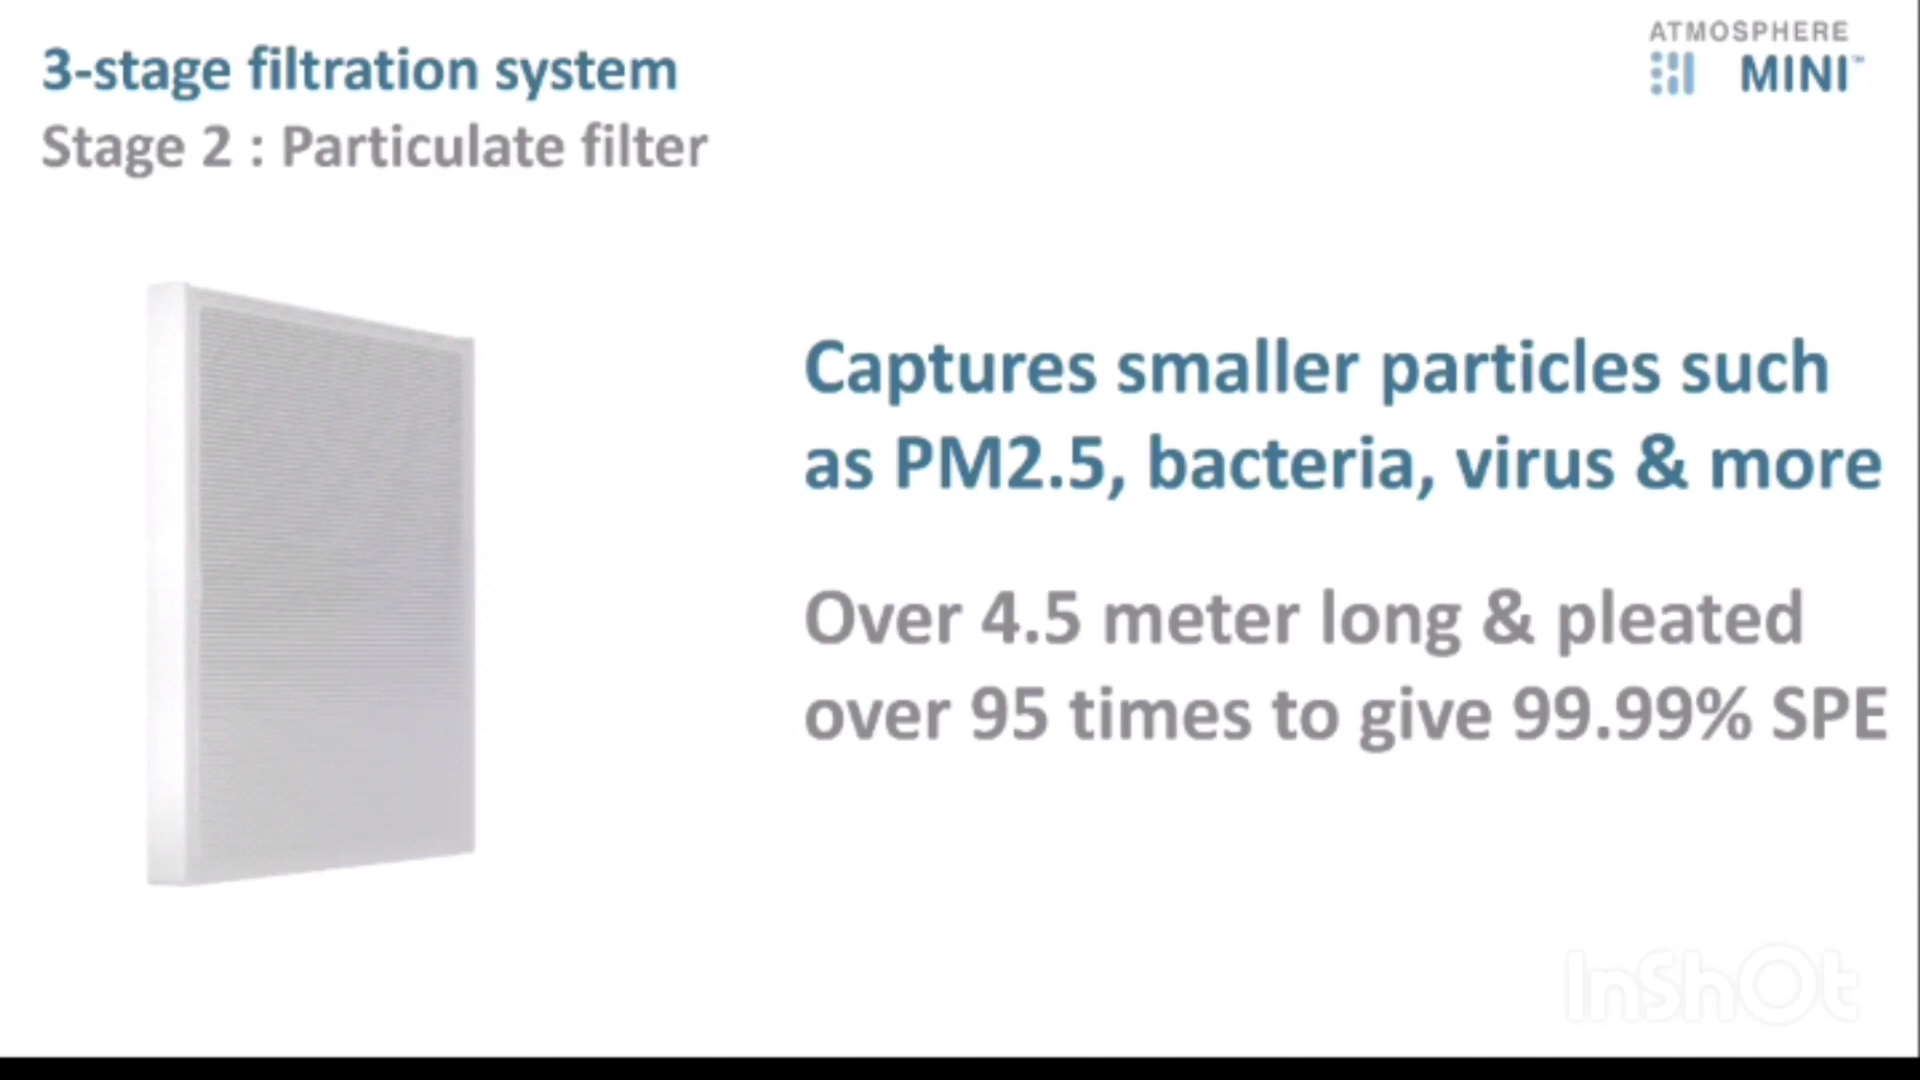 3-stage filtration system
Stage 2 : Particulate filter
ATMOSPHERE
MINI™
Captures smaller particles such
as PM2.5, bacteria, virus & more
Over 4.5 meter long & pleated
over 95 times to give 99.99% SPE
InShOt